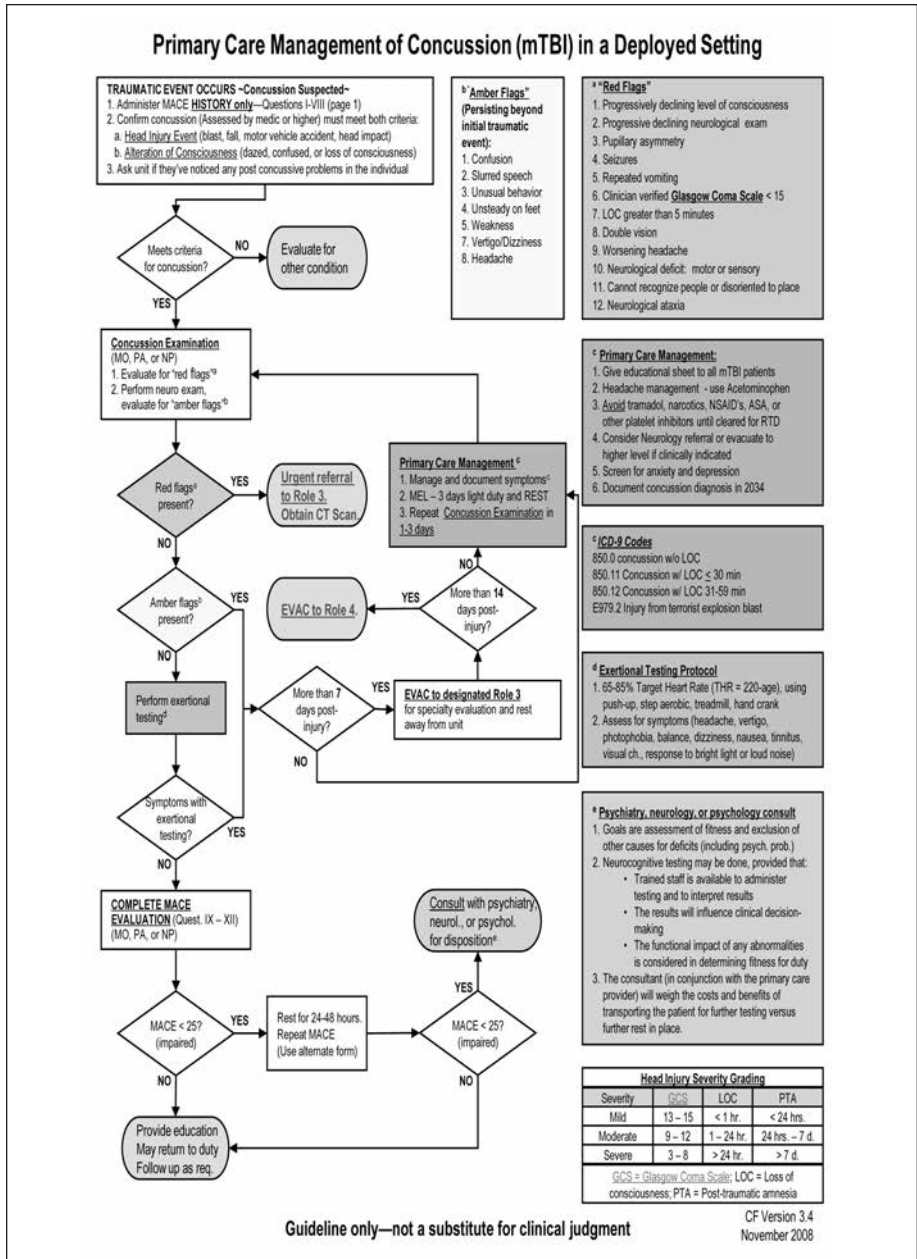 Primary Care Management of Concussion (mTBI) in a Deployed Setting
TRAUMATIC EVENT OCCURS ~Concussion Suspected~
1. Administer MACE HISTORY only—Questions I-VIII (page 1)
2. Confirm concussion (Assessed by medic or higher) must meet both criteria:
a. Head Injury Event (blast, fall, motor vehicle accident, head impact)
b. Alteration of Consciousness (dazed, confused, or loss of consciousness)
3. Ask unit if they've noticed any post concussive problems in the individual
b "Amber Flags"
(Persisting beyond
initial traumatic
event):
1. Confusion
2. Slurred speech
3. Unusual behavior
4. Unsteady on feet
5. Weakness
7. Vertigo/Dizziness
8. Headache
a "Red Flags"
1. Progressively declining level of consciousness
2. Progressive declining neurological exam
3. Pupillary asymmetry
4. Seizures
5. Repeated vomiting
6. Clinician verified Glasgow Coma Scale < 15
7. LOC greater than 5 minutes
8. Double vision
9. Worsening headache
10. Neurological deficit: motor or sensory
11. Cannot recognize people or disoriented to place
12. Neurological ataxia
Meets criteria
for concussion?
NO
Evaluate for
other condition
YES
Concussion Examination
(MO, PA, or NP)
1. Evaluate for "red flags"a
2. Perform neuro exam,
evaluate for "amber flags"b
Red flagsa
present?
YES
Urgent referral
to Role 3.
Obtain CT Scan.
NO
Primary Care Management c
1. Manage and document symptomsc
2. MEL – 3 days light duty and REST
3. Repeat Concussion Examination in
1-3 days
c Primary Care Management:
1. Give educational sheet to all mTBI patients
2. Headache management - use Acetominophen
3. Avoid tramadol, narcotics, NSAID's, ASA, or
other platelet inhibitors until cleared for RTD
4. Consider Neurology referral or evacuate to
higher level if clinically indicated
5. Screen for anxiety and depression
6. Document concussion diagnosis in 2034
Amber flagsb
present?
YES
NO
EVAC to Role 4.
YES
More than 14
days post-
injury?
NO
c ICD-9 Codes
850.0 concussion w/o LOC
850.11 Concussion w/ LOC ≤ 30 min
850.12 Concussion w/ LOC 31-59 min
E979.2 Injury from terrorist explosion blast
Perform exertional
testingd
More than 7
days post-
injury?
YES
NO
EVAC to designated Role 3
for specialty evaluation and rest
away from unit
d Exertional Testing Protocol
1. 65-85% Target Heart Rate (THR = 220-age), using
push-up, step aerobic, treadmill, hand crank
2. Assess for symptoms (headache, vertigo,
photophobia, balance, dizziness, nausea, tinnitus,
visual ch., response to bright light or loud noise)
Symptoms with
exertional
testing?
YES
NO
e Psychiatry, neurology, or psychology consult
1. Goals are assessment of fitness and exclusion of
other causes for deficits (including psych. prob.)
2. Neurocognitive testing may be done, provided that:
• Trained staff is available to administer
testing and to interpret results
• The results will influence clinical decision-
making
• The functional impact of any abnormalities
is considered in determining fitness for duty
3. The consultant (in conjunction with the primary care
provider) will weigh the costs and benefits of
transporting the patient for further testing versus
further rest in place.
COMPLETE MACE
EVALUATION (Quest. IX – XII)
(MO, PA, or NP)
Consult with psychiatry,
neurol., or psychol.
for dispositione
YES
MACE < 25?
(impaired)
YES
Rest for 24-48 hours.
Repeat MACE
(Use alternate form)
MACE < 25?
(impaired)
NO
NO
Provide education
May return to duty
Follow up as req.
Head Injury Severity Grading
Severity GCS LOC PTA
Mild 13 – 15 < 1 hr. < 24 hrs.
Moderate 9 – 12 1 – 24 hr. 24 hrs. – 7 d.
Severe 3 – 8 > 24 hr. > 7 d.
GCS = Glasgow Coma Scale; LOC = Loss of
consciousness; PTA = Post-traumatic amnesia
Guideline only—not a substitute for clinical judgment
CF Version 3.4
November 2008